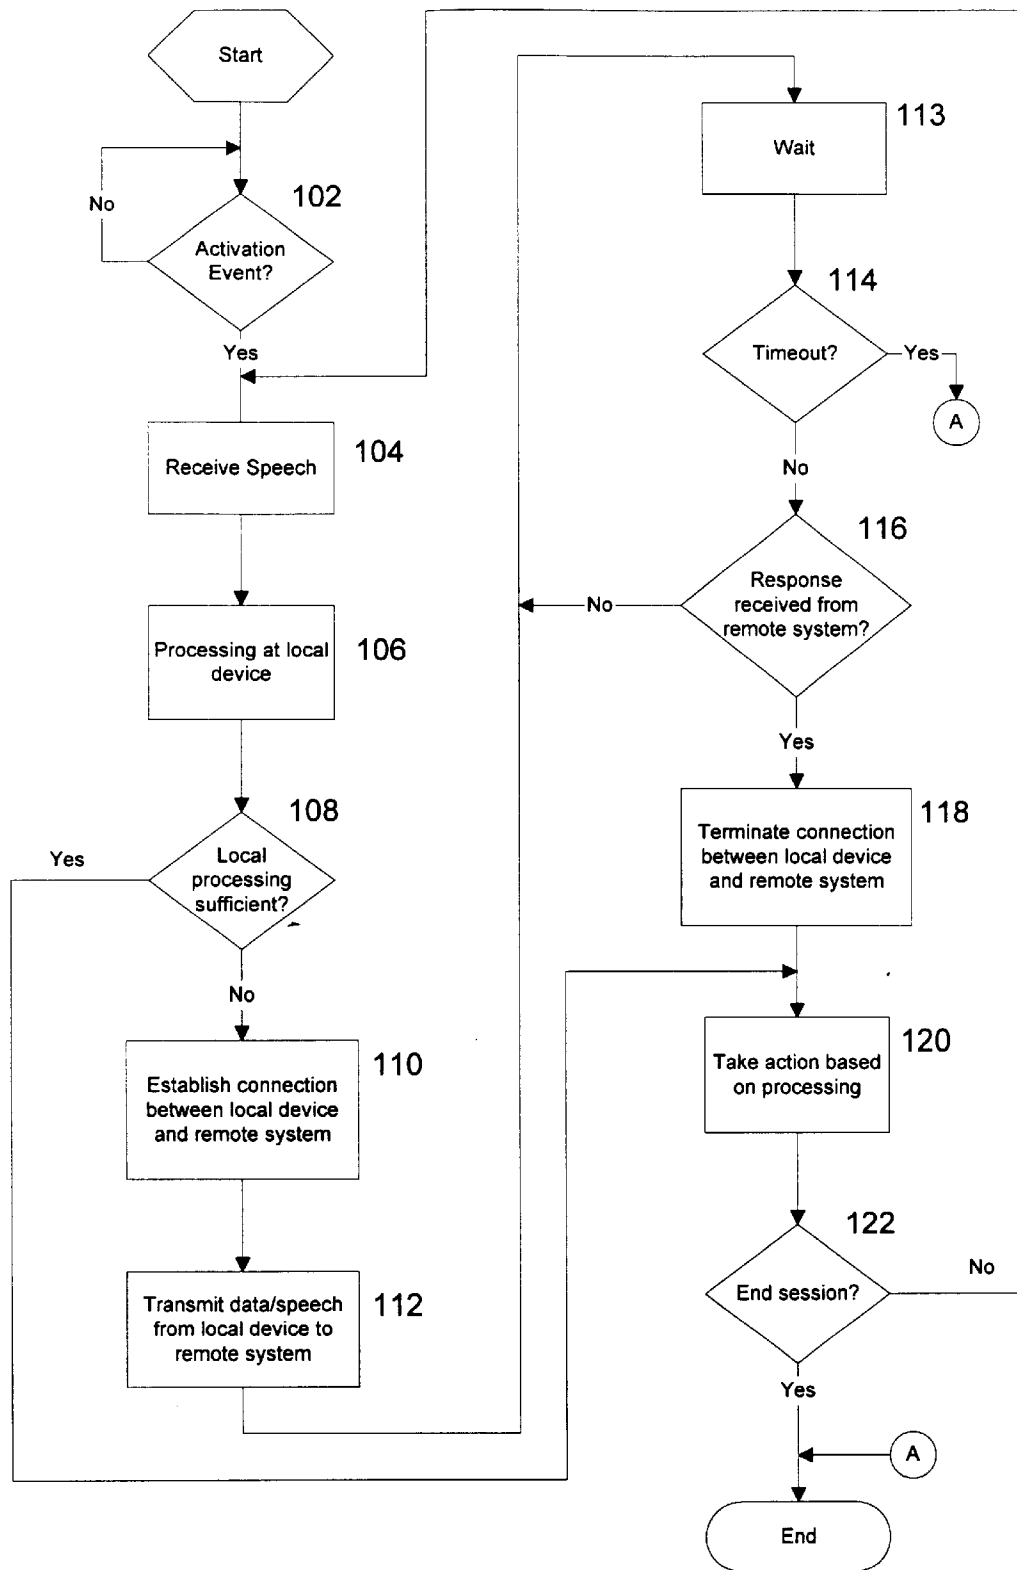 Start
102
No
Activation
Event?
Yes
104
Receive Speech
106
Processing at local
device
108
Yes
Local
processing
sufficient?
No
110
Establish connection
between local device
and remote system
112
Transmit data/speech
from local device to
remote system
113
Wait
114
Timeout?
Yes
A
No
116
Response
received from
remote system?
No
Yes
118
Terminate connection
between local device
and remote system
120
Take action based
on processing
122
End session?
No
Yes
A
End